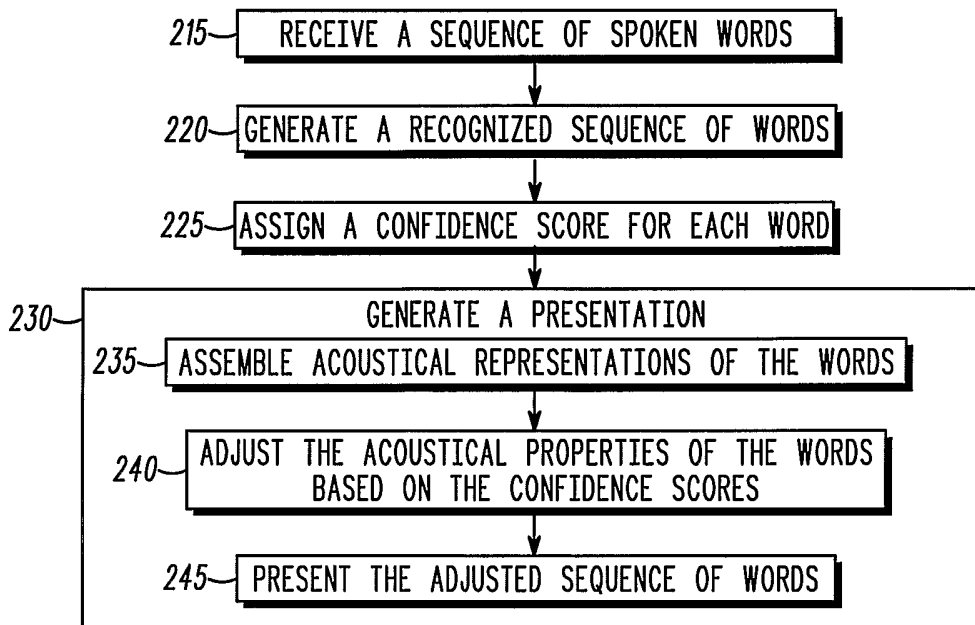 215 RECEIVE A SEQUENCE OF SPOKEN WORDS
220 GENERATE A RECOGNIZED SEQUENCE OF WORDS
225 ASSIGN A CONFIDENCE SCORE FOR EACH WORD
230 GENERATE A PRESENTATION
235 ASSEMBLE ACOUSTICAL REPRESENTATIONS OF THE WORDS
240 ADJUST THE ACOUSTICAL PROPERTIES OF THE WORDS
BASED ON THE CONFIDENCE SCORES
245 PRESENT THE ADJUSTED SEQUENCE OF WORDS